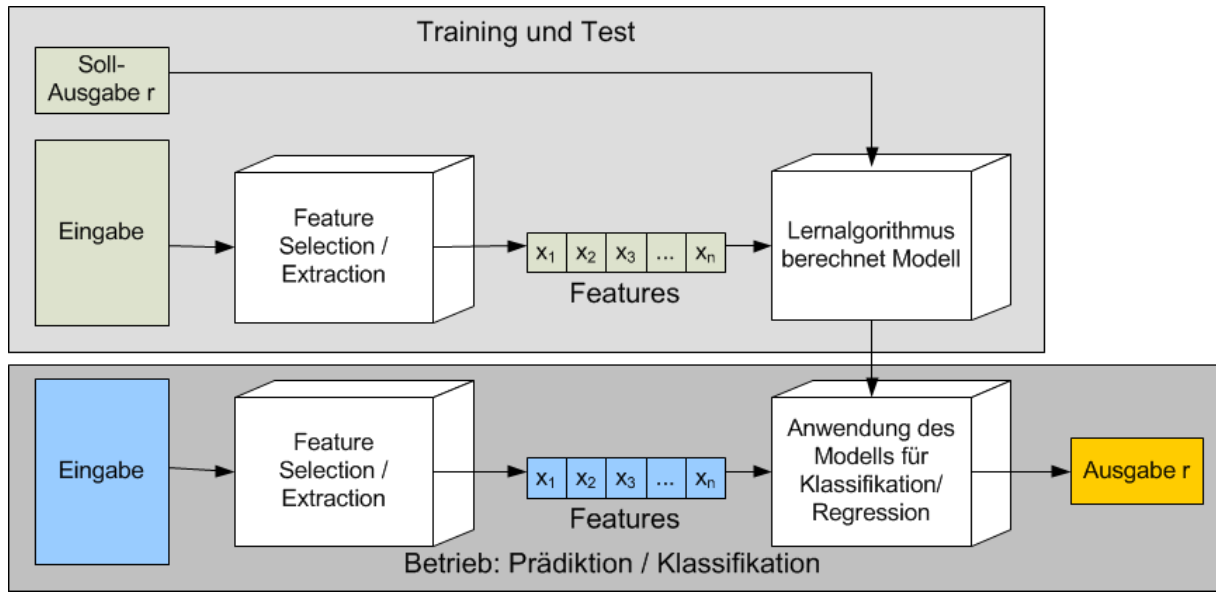 Training und Test
Soll-
Ausgabe r
Eingabe
Feature
Selection /
Extraction
x₁ x₂ x₃ ... xₙ
Features
Lernalgorithmus
berechnet Modell
Eingabe
Feature
Selection /
Extraction
x₁ x₂ x₃ ... xₙ
Features
Anwendung des
Modells für
Klassifikation/
Regression
Ausgabe r
Betrieb: Prädiktion / Klassifikation